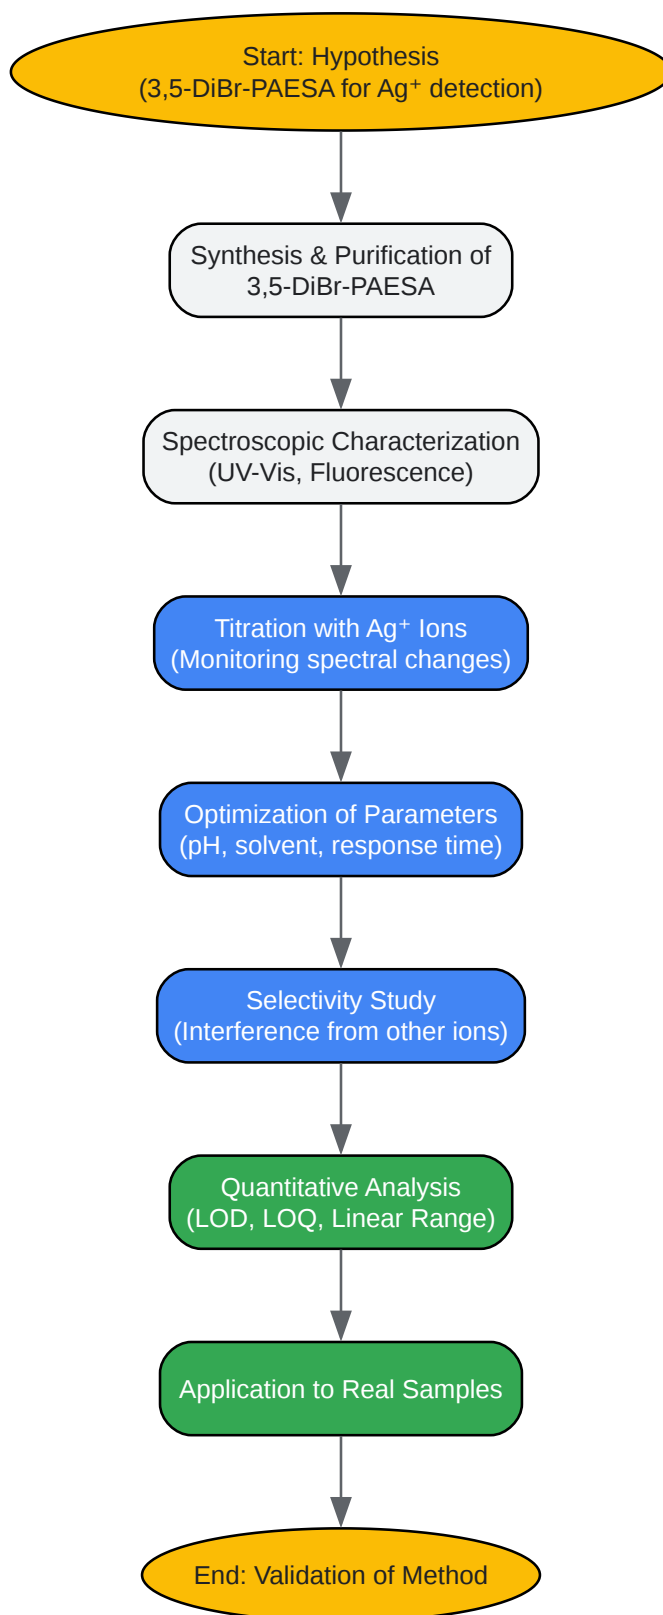 Start: Hypothesis
(3,5-DiBr-PAESA for Ag⁺ detection)
Synthesis & Purification of
3,5-DiBr-PAESA
Spectroscopic Characterization
(UV-Vis, Fluorescence)
Titration with Ag⁺ Ions
(Monitoring spectral changes)
Optimization of Parameters
(pH, solvent, response time)
Selectivity Study
(Interference from other ions)
Quantitative Analysis
(LOD, LOQ, Linear Range)
Application to Real Samples
End: Validation of Method